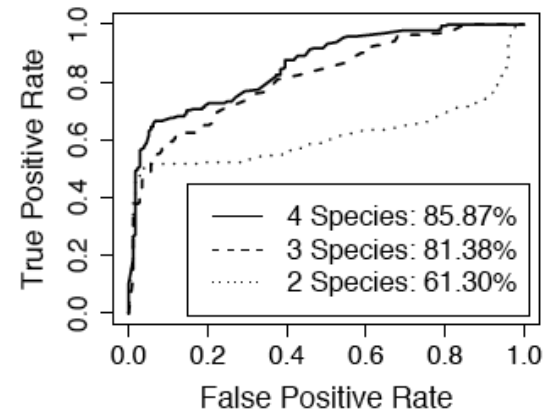 True Positive Rate
1.0
0.8
0.6
0.4
0.2
0.0
4 Species: 85.87%
3 Species: 81.38%
2 Species: 61.30%
0.0 0.2 0.4 0.6 0.8 1.0
False Positive Rate